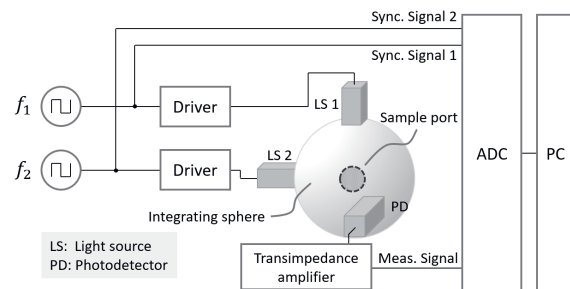 Sync. Signal 2
Sync. Signal 1
f₁
Driver
LS 1
Sample port
ADC
PC
LS 2
f₂
Driver
PD
Integrating sphere
LS: Light source
PD: Photodetector
Transimpedance
amplifier
Meas. Signal